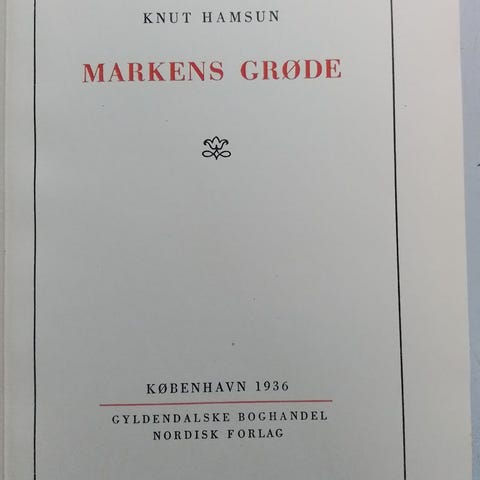 KNUT HAMSUN
MARKENS GRØDE
KØBENHAVN 1936
GYLDENDALSKE BOGHANDEL
NORDISK FORLAG